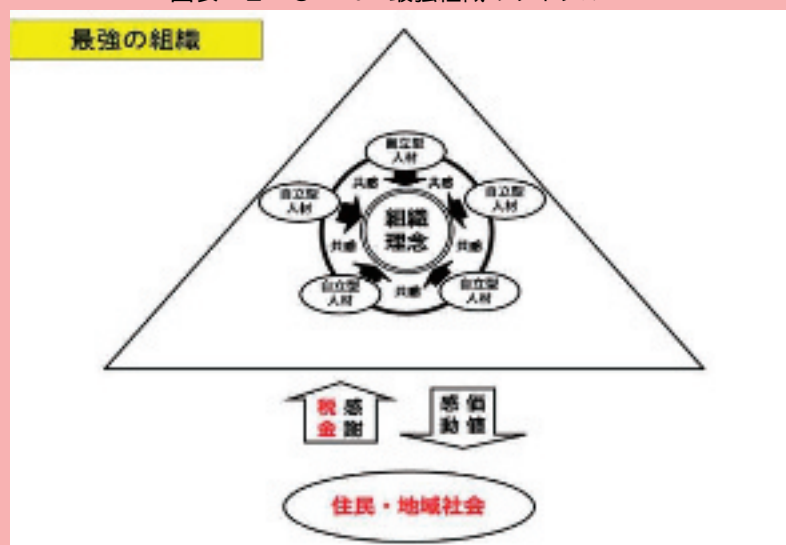 最強の組織
自立型
人材
共感
共感
自立型
人材
自立型
人材
組織
理念
共感
共感
自立型
人材
共感
自立型
人材
税 感
金 謝
感 価
動 値
住民・地域社会